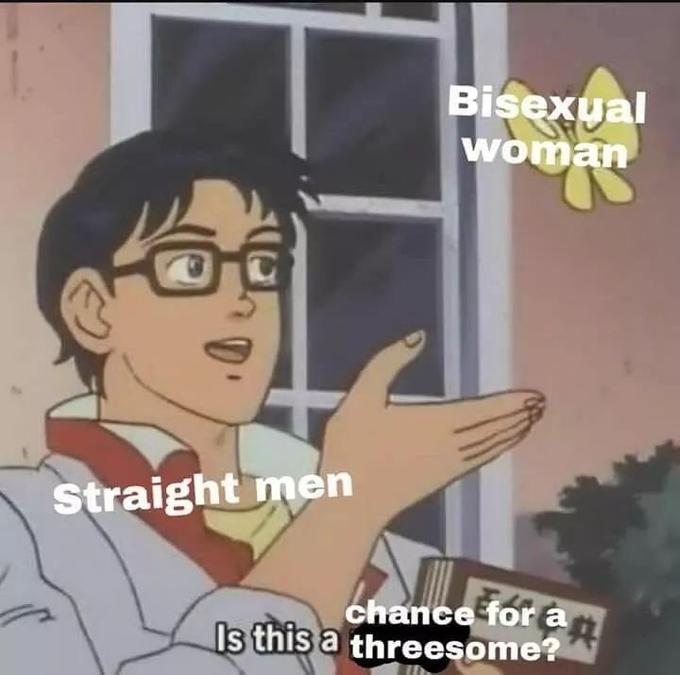 Bisexual
woman
Straight men
chance for a
Is this a threesome?